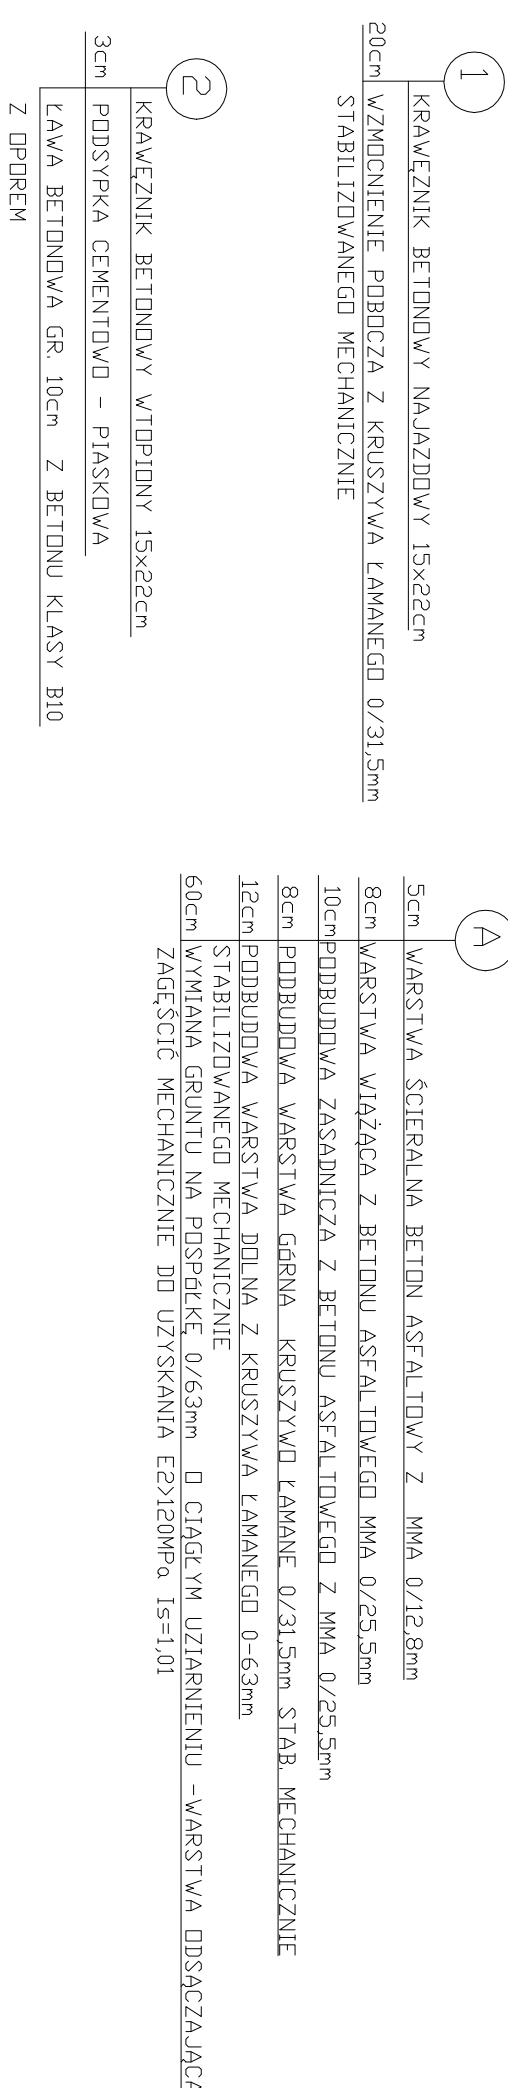 1
KRAWĘZNIK BETONOWY NAJAZDOWY 15x22cm
20cm WZMOCNIENIE POBOCZA Z KRUSZYWA ŁAMANEGO 0/31,5mm
STABILIZOWANEGO MECHANICZNIE
2
KRAWĘZNIK BETONOWY WTOPIONY 15x22cm
3cm PODSYPKA CEMENTOWO - PIASKOWA
ŁAWA BETONOWA GR. 10cm Z BETONU KLASY B10
Z OPOREM
A
5cm WARSTWA ŚCIERALNA BETON ASFALTOWY Z MMA 0/12,8mm
8cm WARSTWA WIĄŻĄCA Z BETONU ASFALTOWEGO MMA 0/25,5mm
10cm PODBUDOWA ZASADNICZA Z BETONU ASFALTOWEGO Z MMA 0/25,5mm
8cm PODBUDOWA WARSTWA GóRNA KRUSZYWO ŁAMANE 0/31,5mm STAB. MECHANICZNIE
12cm PODBUDOWA WARSTWA DOLNA Z KRUSZYWA ŁAMANEGO 0-63mm
STABILIZOWANEGO MECHANICZNIE
60cm WYMIANA GRUNTU NA POSPóŁKĘ 0/63mm O CIĄGŁYM UZIARNIENIU -WARSTWA ODSĄCZAJĄCA
ZAGĘŚCIĆ MECHANICZNIE DO UZYSKANIA E2>120MPa Is=1,01